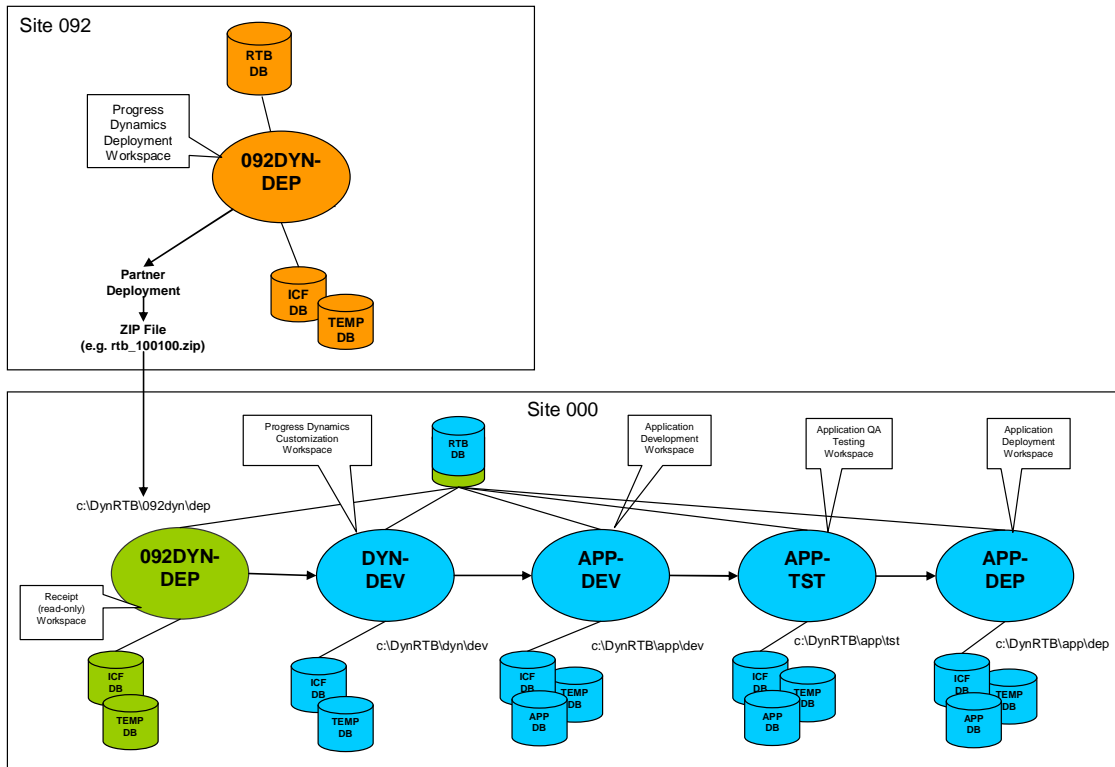 Site 092
RTB
DB
Progress
Dynamics
Deployment
Workspace
092DYN-
DEP
Partner
Deployment
ICF
DB
TEMP
DB
ZIP File
(e.g. rtb_100100.zip)
Site 000
Progress Dynamics
Customization
Workspace
RTB
DB
Application
Development
Workspace
Application QA
Testing
Workspace
Application
Deployment
Workspace
c:\DynRTB\092dyn\dep
092DYN-
DEP
DYN-
DEV
APP-
DEV
APP-
TST
APP-
DEP
Receipt
(read-only)
Workspace
c:\DynRTB\dyn\dev
c:\DynRTB\app\dev
c:\DynRTB\app\tst
c:\DynRTB\app\dep
ICF
DB
TEMP
DB
ICF
DB
TEMP
DB
ICF
DB
TEMP
DB
APP
DB
ICF
DB
TEMP
DB
APP
DB
ICF
DB
TEMP
DB
APP
DB